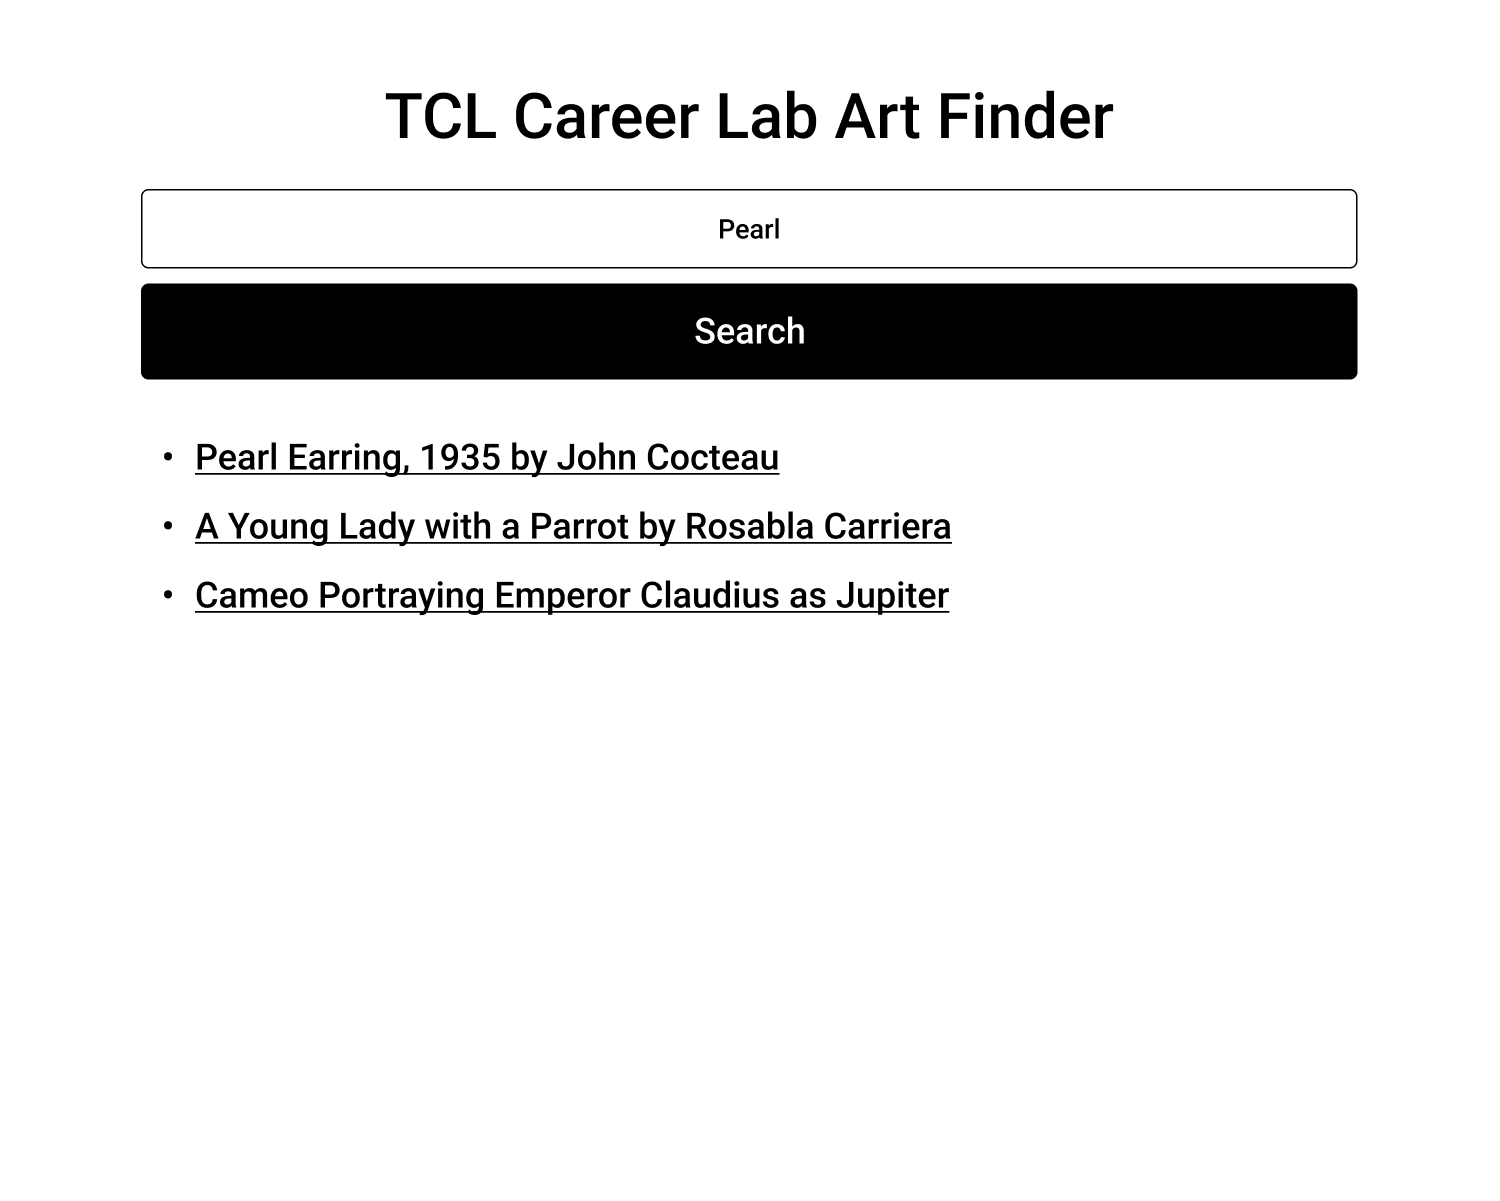 TCL Career Lab Art Finder
Pearl
Search
• Pearl Earring, 1935 by John Cocteau
• A Young Lady with a Parrot by Rosabla Carriera
• Cameo Portraying Emperor Claudius as Jupiter